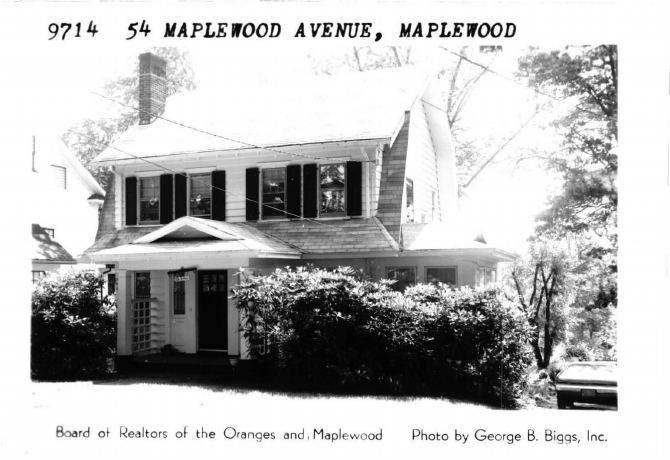 9714 54 MAPLEWOOD AVENUE, MAPLEWOOD
Board of Realtors of the Oranges and, Maplewood Photo by George B. Biggs, Inc.